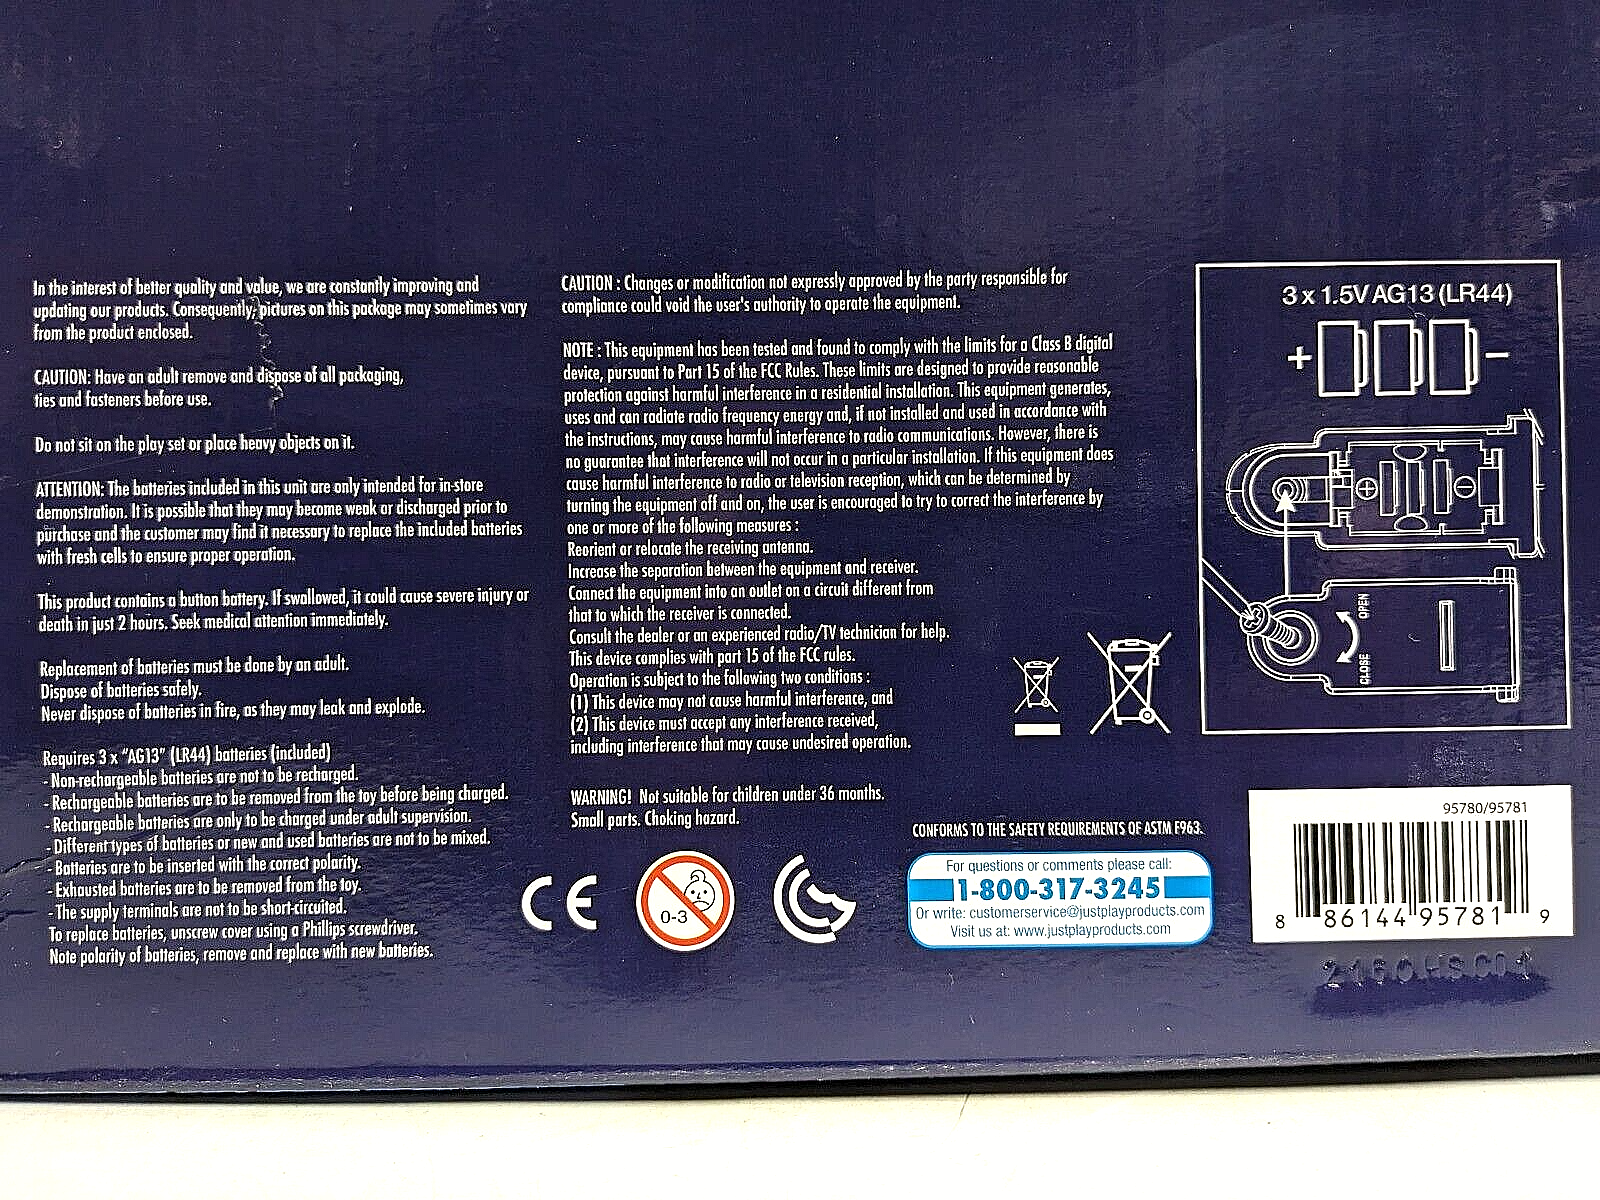 In the interest of better quality and value, we are constantly improving and
updating our products. Consequently, pictures on this package may sometimes vary
from the product enclosed.
CAUTION: Have an adult remove and dispose of all packaging,
ties and fasteners before use.
Do not sit on the play set or place heavy objects on it.
ATTENTION: The batteries included in this unit are only intended for in-store
demonstration. It is possible that they may become weak or discharged prior to
purchase and the customer may find it necessary to replace the included batteries
with fresh cells to ensure proper operation.
This product contains a button battery. If swallowed, it could cause severe injury or
death in just 2 hours. Seek medical attention immediately.
Replacement of batteries must be done by an adult.
Dispose of batteries safely.
Never dispose of batteries in fire, as they may leak and explode.
Requires 3 x "AG13" (LR44) batteries (included)
- Non-rechargeable batteries are not to be recharged.
- Rechargeable batteries are to be removed from the toy before being charged.
- Rechargeable batteries are only to be charged under adult supervision.
- Different types of batteries or new and used batteries are not to be mixed.
- Batteries are to be inserted with the correct polarity.
- Exhausted batteries are to be removed from the toy.
- The supply terminals are not to be short-circuited.
To replace batteries, unscrew cover using a Phillips screwdriver.
Note polarity of batteries, remove and replace with new batteries.
CAUTION : Changes or modification not expressly approved by the party responsible for
compliance could void the user's authority to operate the equipment.
NOTE : This equipment has been tested and found to comply with the limits for a Class B digital
device, pursuant to Part 15 of the FCC Rules. These limits are designed to provide reasonable
protection against harmful interference in a residential installation. This equipment generates,
uses and can radiate radio frequency energy and, if not installed and used in accordance with
the instructions, may cause harmful interference to radio communications. However, there is
no guarantee that interference will not occur in a particular installation. If this equipment does
cause harmful interference to radio or television reception, which can be determined by
turning the equipment off and on, the user is encouraged to try to correct the interference by
one or more of the following measures :
Reorient or relocate the receiving antenna.
Increase the separation between the equipment and receiver.
Connect the equipment into an outlet on a circuit different from
that to which the receiver is connected.
Consult the dealer or an experienced radio/TV technician for help.
This device complies with part 15 of the FCC rules.
Operation is subject to the following two conditions :
(1) This device may not cause harmful interference, and
(2) This device must accept any interference received,
including interference that may cause undesired operation.
WARNING! Not suitable for children under 36 months.
Small parts. Choking hazard.
CE
0-3
CONFORMS TO THE SAFETY REQUIREMENTS OF ASTM F963.
For questions or comments please call:
1-800-317-3245
Or write: customerservice@justplayproducts.com
Visit us at: www.justplayproducts.com
3 x 1.5V AG13 (LR44)
+ −
+ −
OPEN
CLOSE
95780/95781
8 86144 95781 9